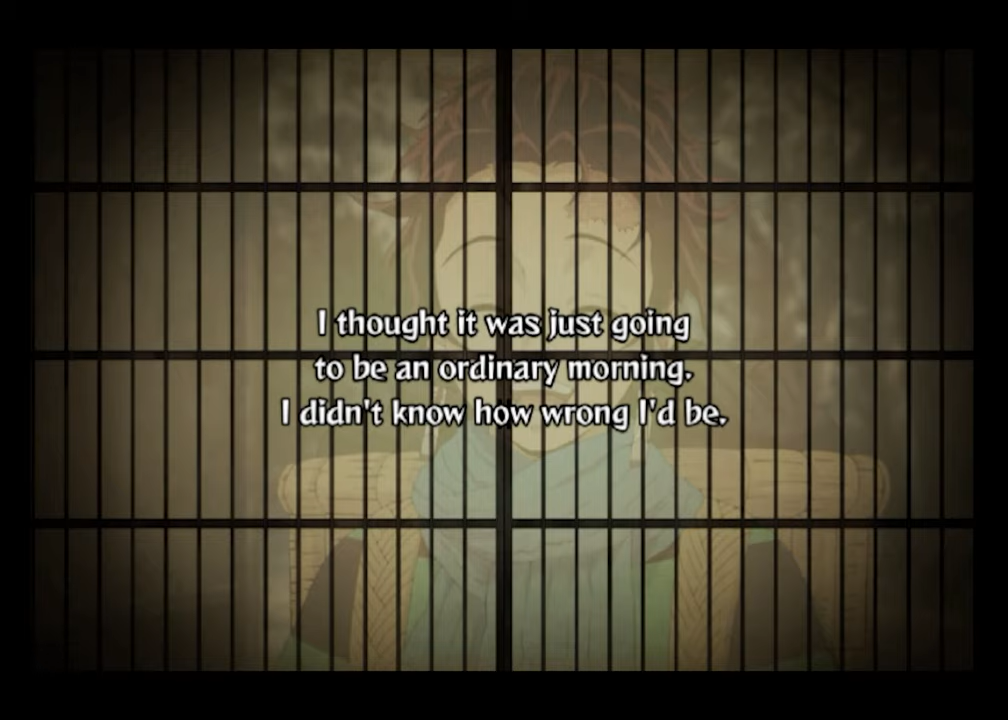 I thought it was just going
to be an ordinary morning.
I didn't know how wrong I'd be.